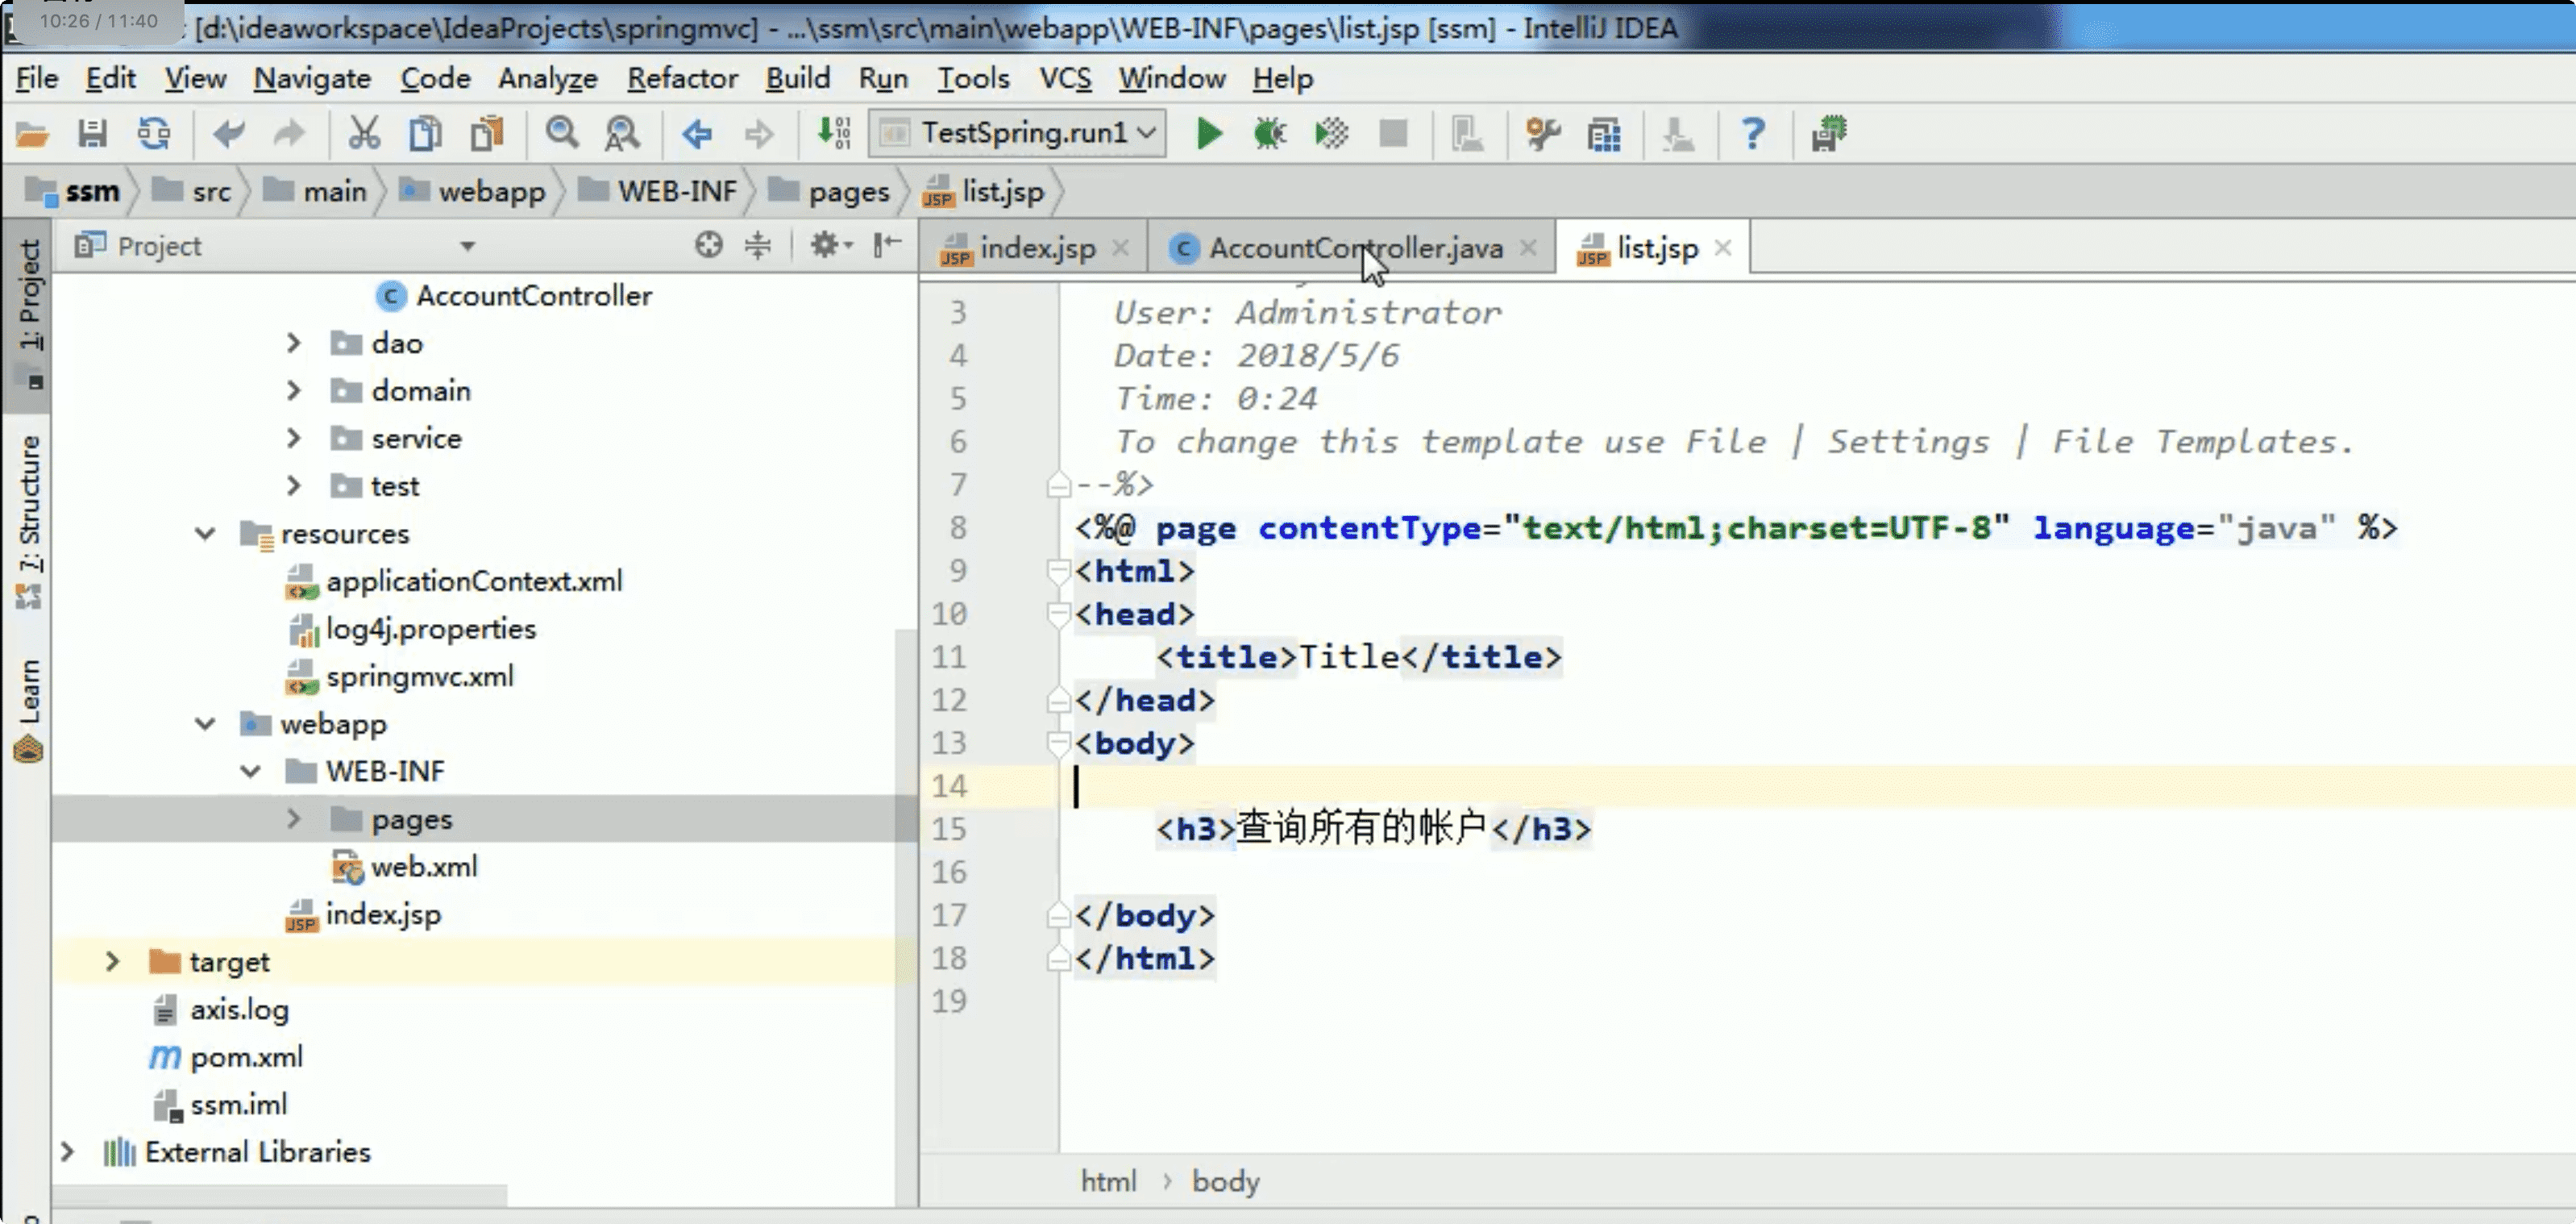 10:26 / 11:40
[d:\ideaworkspace\IdeaProjects\springmvc] - ...\ssm\src\main\webapp\WEB-INF\pages\list.jsp [ssm] - IntelliJ IDEA
File Edit View Navigate Code Analyze Refactor Build Run Tools VCS Window Help
TestSpring.run1
ssm src main webapp WEB-INF pages list.jsp
1: Project
7: Structure
Learn
Project
AccountController
dao
domain
service
test
resources
applicationContext.xml
log4j.properties
springmvc.xml
webapp
WEB-INF
pages
web.xml
index.jsp
target
axis.log
pom.xml
ssm.iml
External Libraries
index.jsp AccountController.java list.jsp
3 User: Administrator
4 Date: 2018/5/6
5 Time: 0:24
6 To change this template use File | Settings | File Templates.
7 --%>
8 <%@ page contentType="text/html;charset=UTF-8" language="java" %>
9 <html>
10 <head>
11 <title>Title</title>
12 </head>
13 <body>
14
15 <h3>查询所有的帐户</h3>
16
17 </body>
18 </html>
19
html › body